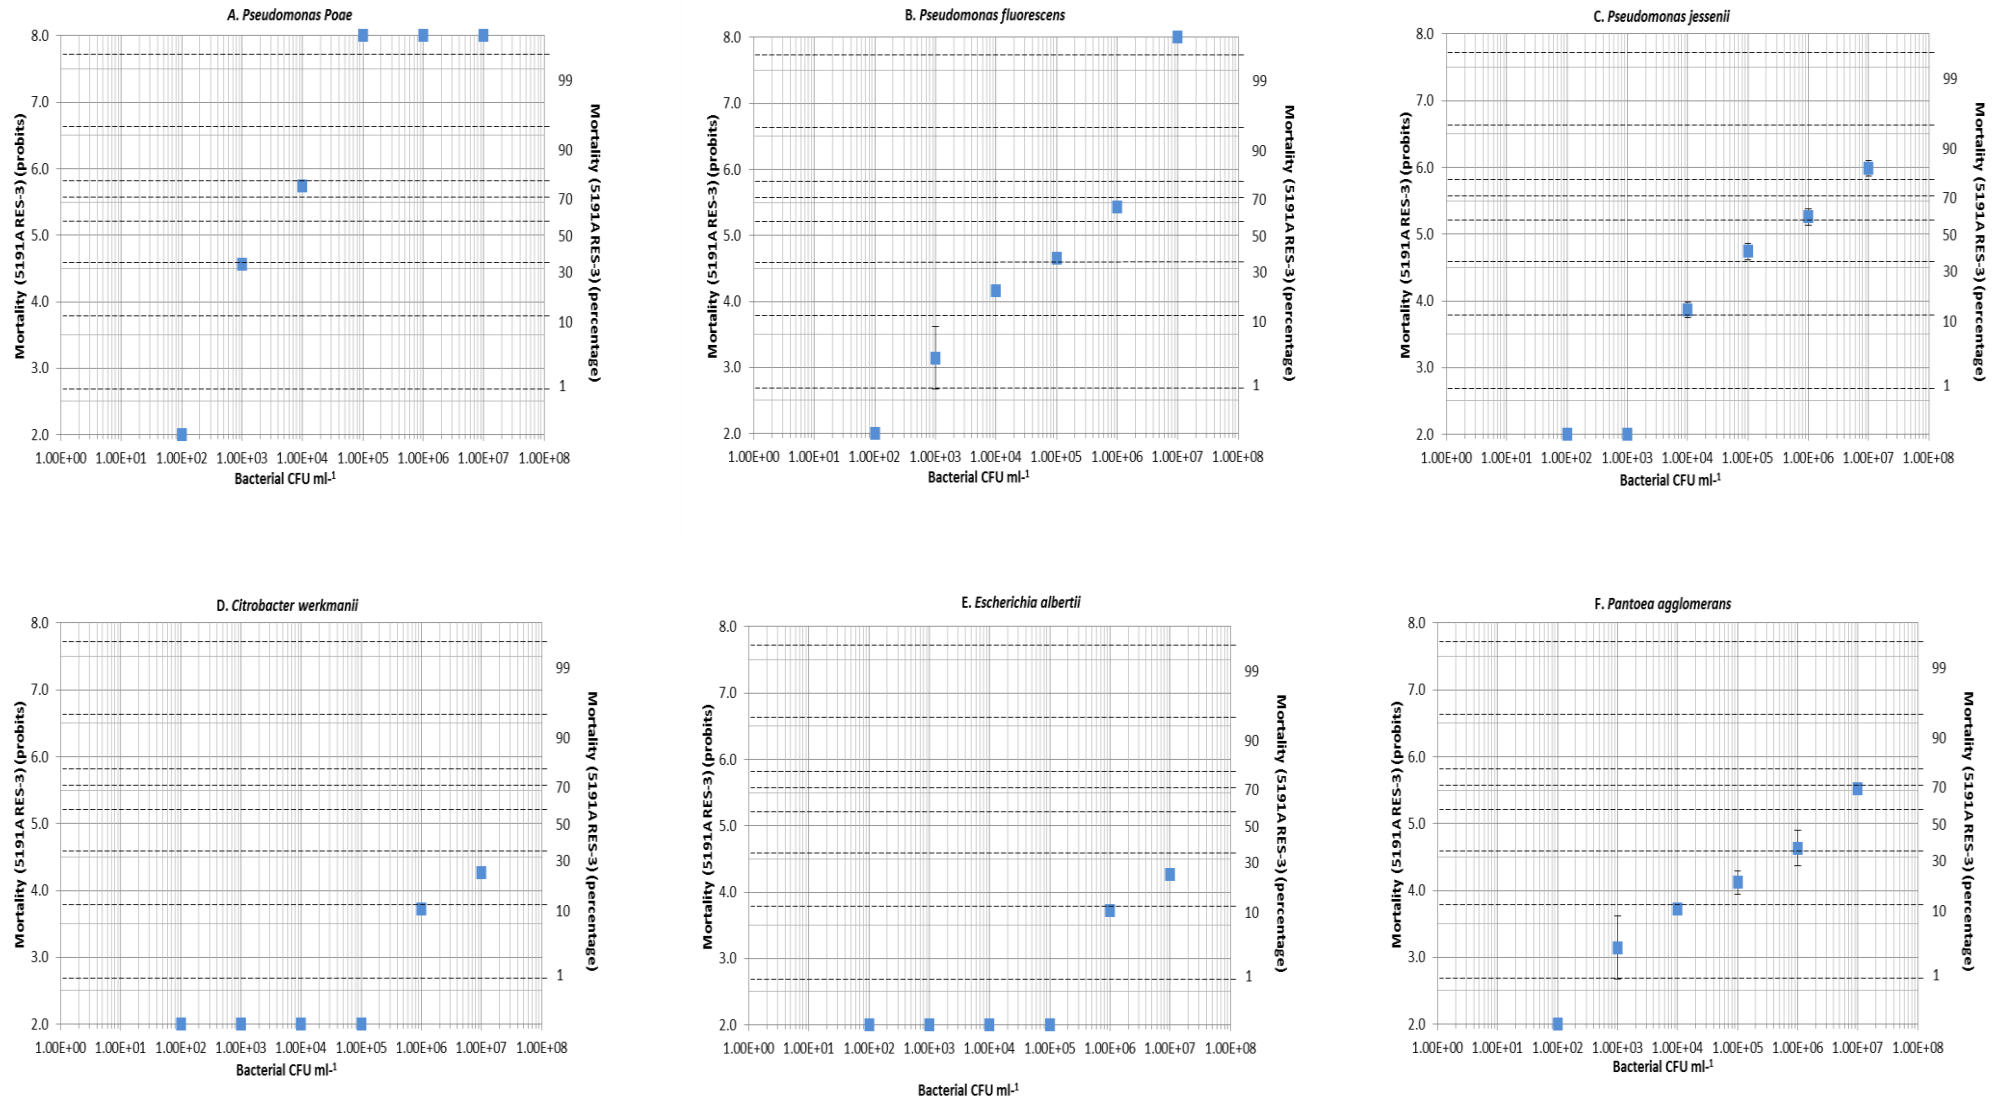 A. Pseudomonas Poae
Mortality (5191A RES-3) (probits)
8.0
7.0
6.0
5.0
4.0
3.0
2.0
99
90
70
50
30
10
1
Mortality (5191A RES-3) (percentage)
1.00E+00 1.00E+01 1.00E+02 1.00E+03 1.00E+04 1.00E+05 1.00E+06 1.00E+07 1.00E+08
Bacterial CFU ml-1
B. Pseudomonas fluorescens
Mortality (5191A RES-3) (probits)
8.0
7.0
6.0
5.0
4.0
3.0
2.0
99
90
70
50
30
10
1
Mortality (5191A RES-3) (percentage)
1.00E+00 1.00E+01 1.00E+02 1.00E+03 1.00E+04 1.00E+05 1.00E+06 1.00E+07 1.00E+08
Bacterial CFU ml-1
C. Pseudomonas jessenii
Mortality (5191A RES-3) (probits)
8.0
7.0
6.0
5.0
4.0
3.0
2.0
99
90
70
50
30
10
1
Mortality (5191A RES-3) (percentage)
1.00E+00 1.00E+01 1.00E+02 1.00E+03 1.00E+04 1.00E+05 1.00E+06 1.00E+07 1.00E+08
Bacterial CFU ml-1
D. Citrobacter werkmanii
Mortality (5191A RES-3) (probits)
8.0
7.0
6.0
5.0
4.0
3.0
2.0
99
90
70
50
30
10
1
Mortality (5191A RES-3) (percentage)
1.00E+00 1.00E+01 1.00E+02 1.00E+03 1.00E+04 1.00E+05 1.00E+06 1.00E+07 1.00E+08
Bacterial CFU ml-1
E. Escherichia albertii
Mortality (5191A RES-3) (probits)
8.0
7.0
6.0
5.0
4.0
3.0
2.0
99
90
70
50
30
10
1
Mortality (5191A RES-3) (percentage)
1.00E+00 1.00E+01 1.00E+02 1.00E+03 1.00E+04 1.00E+05 1.00E+06 1.00E+07 1.00E+08
Bacterial CFU ml-1
F. Pantoea agglomerans
Mortality (5191A RES-3) (probits)
8.0
7.0
6.0
5.0
4.0
3.0
2.0
99
90
70
50
30
10
1
Mortality (5191A RES-3) (percentage)
1.00E+00 1.00E+01 1.00E+02 1.00E+03 1.00E+04 1.00E+05 1.00E+06 1.00E+07 1.00E+08
Bacterial CFU ml-1